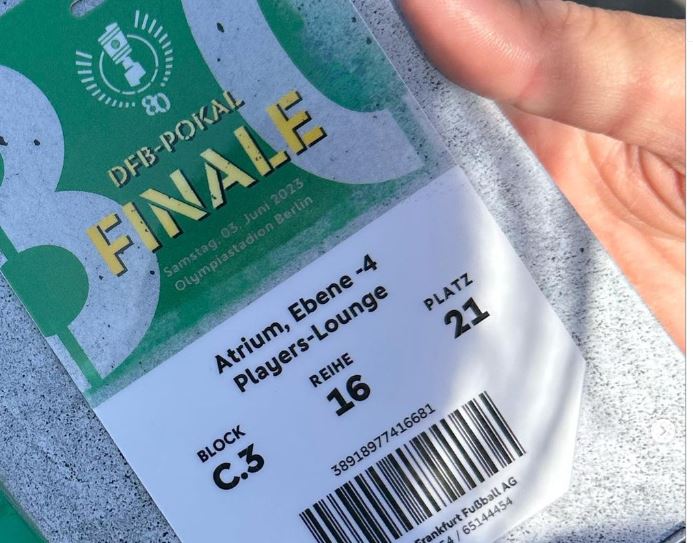 80
DFB-POKAL
FINALE
Samstag, 03. Juni 2023
Olympiastadion Berlin
Atrium, Ebene -4
Players-Lounge
BLOCK
C.3
REIHE
16
PLATZ
21
38918977416681
Frankfurt Fußball AG
/ 65144454